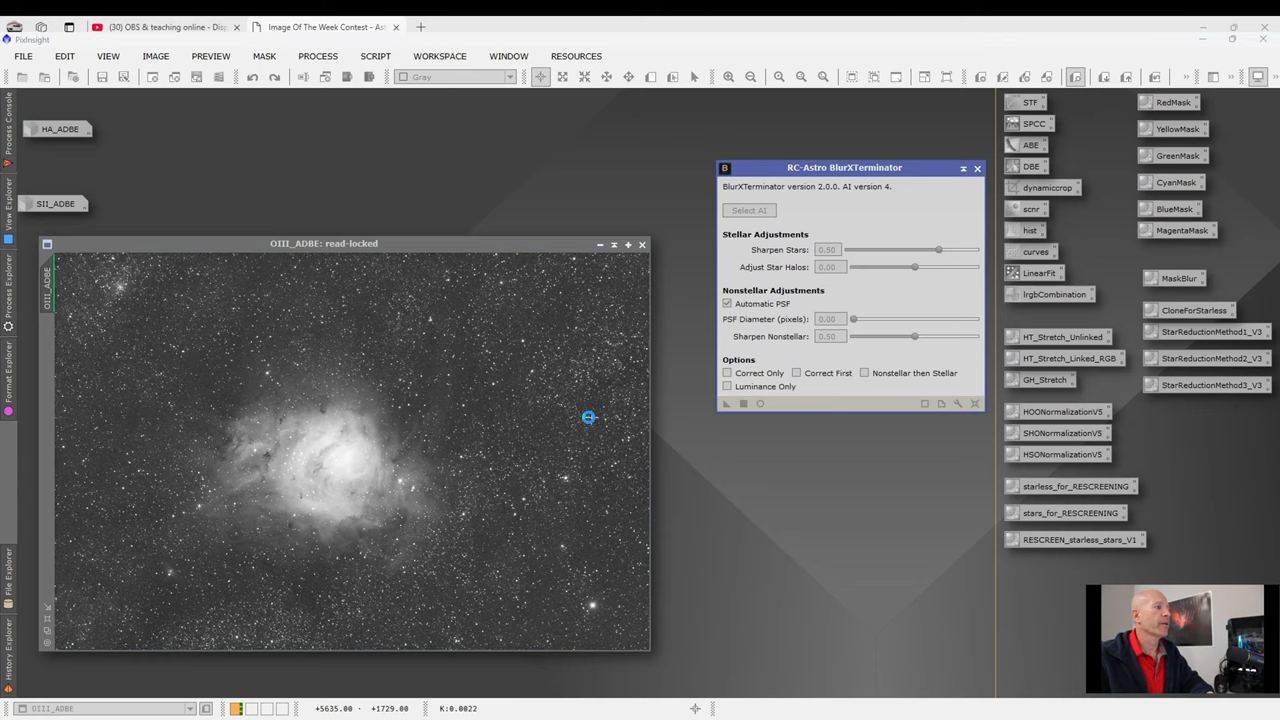 (30) OBS & teaching online - Disp
Image Of The Week Contest - Ast
PixInsight
FILE EDIT VIEW IMAGE PREVIEW MASK PROCESS SCRIPT WORKSPACE WINDOW RESOURCES
Gray
Process Console
View Explorer
Process Explorer
Format Explorer
File Explorer
History Explorer
HA_ADBE
SII_ADBE
OIII_ADBE: read-locked
OIII_ADBE
B RC-Astro BlurXTerminator
BlurXTerminator version 2.0.0. AI version 4.
Select AI
Stellar Adjustments
Sharpen Stars: 0.50
Adjust Star Halos: 0.00
Nonstellar Adjustments
Automatic PSF
PSF Diameter (pixels): 0.00
Sharpen Nonstellar: 0.50
Options
Correct Only Correct First Nonstellar then Stellar
Luminance Only
STF
SPCC
ABE
DBE
dynamiccrop
scnr
hist
curves
LinearFit
lrgbCombination
HT_Stretch_Unlinked
HT_Stretch_Linked_RGB
GH_Stretch
HOONormalizationV5
SHONormalizationV5
HSONormalizationV5
starless_for_RESCREENING
stars_for_RESCREENING
RESCREEN_starless_stars_V1
RedMask
YellowMask
GreenMask
CyanMask
BlueMask
MagentaMask
MaskBlur
CloneForStarless
StarReductionMethod1_V3
StarReductionMethod2_V3
StarReductionMethod3_V3
OIII_ADBE
+5635.00 +1729.00 K:0.0022